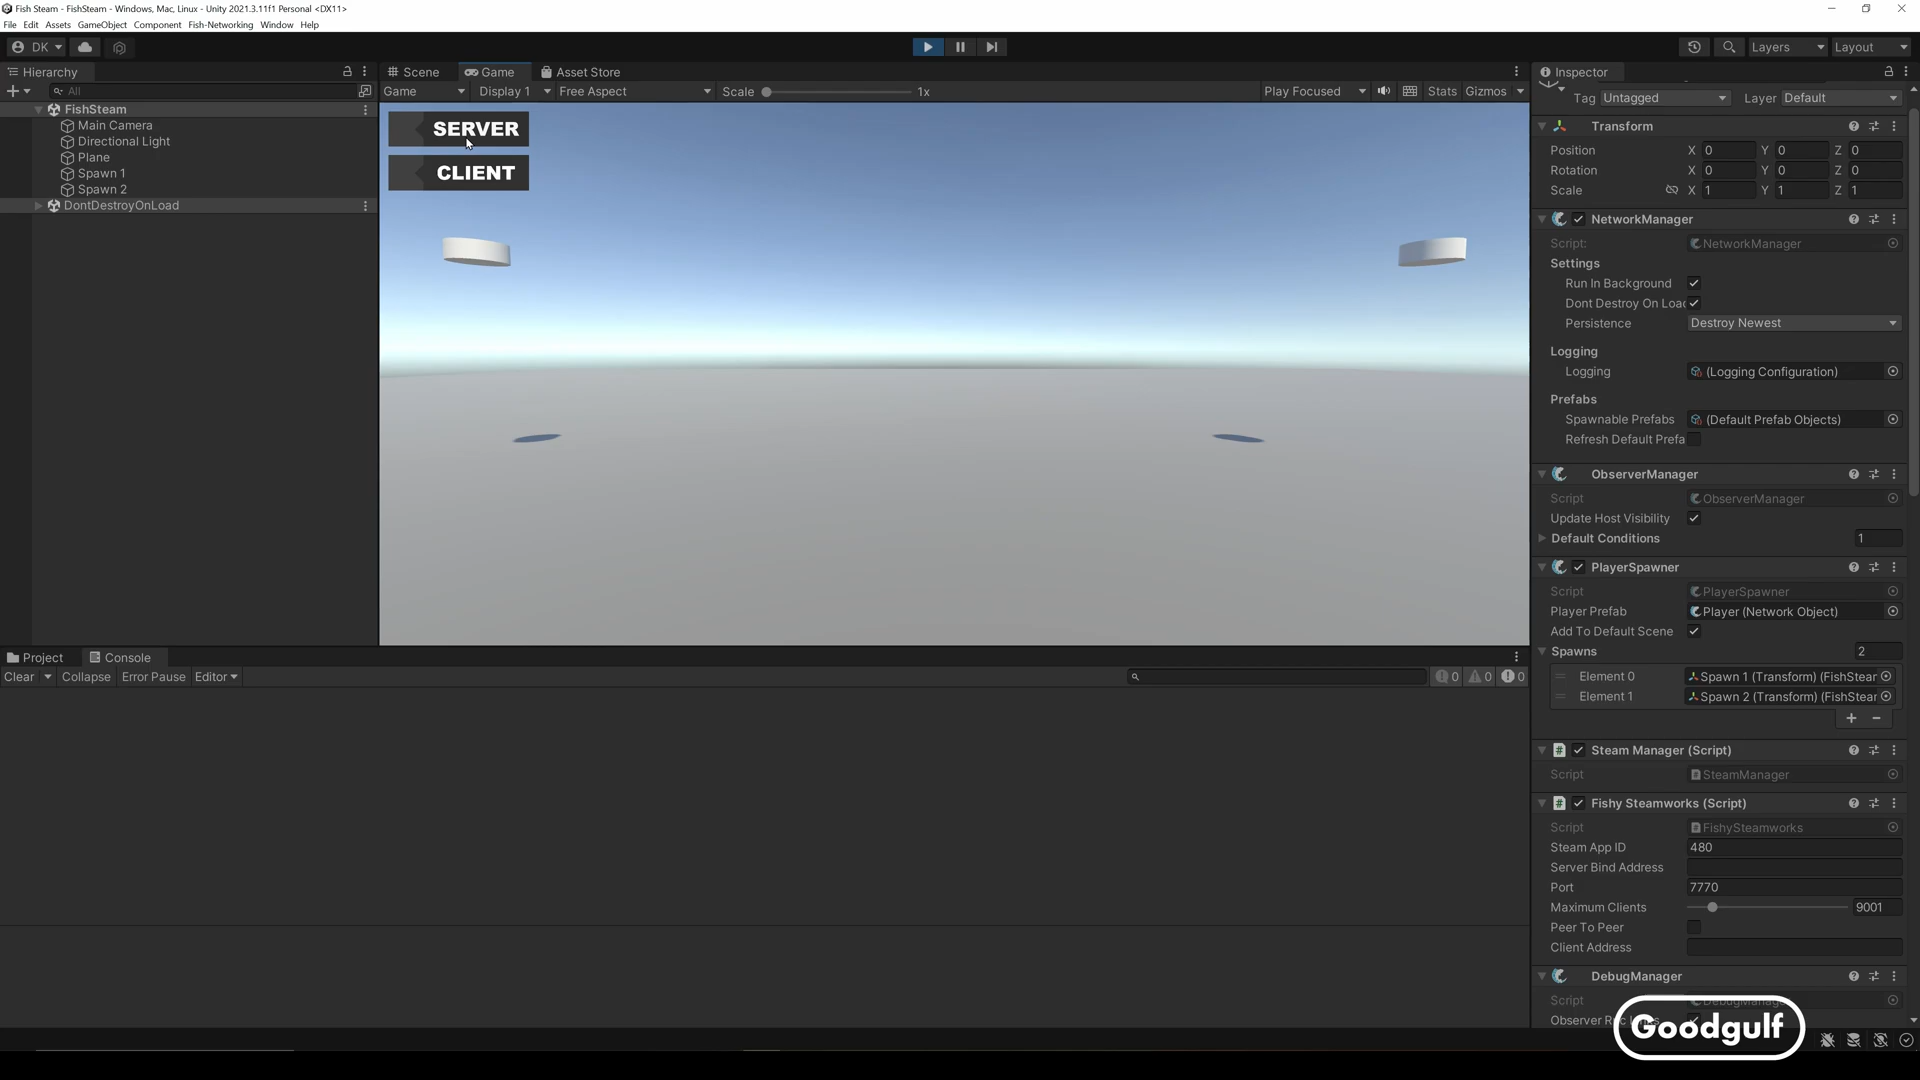 Fish Steam - FishSteam - Windows, Mac, Linux - Unity 2021.3.11f1 Personal <DX11>
File Edit Assets GameObject Component Fish-Networking Window Help
DK
Layers
Layout
Hierarchy
All
FishSteam
Main Camera
Directional Light
Plane
Spawn 1
Spawn 2
DontDestroyOnLoad
Scene Game Asset Store
Game Display 1 Free Aspect Scale 1x Play Focused Stats Gizmos
SERVER
CLIENT
Project Console
Clear Collapse Error Pause Editor
0 0 0
Inspector
Tag Untagged Layer Default
Transform
Position X 0 Y 0 Z 0
Rotation X 0 Y 0 Z 0
Scale X 1 Y 1 Z 1
NetworkManager
Script: NetworkManager
Settings
Run In Background
Dont Destroy On Loa
Persistence Destroy Newest
Logging
Logging (Logging Configuration)
Prefabs
Spawnable Prefabs (Default Prefab Objects)
Refresh Default Prefa
ObserverManager
Script ObserverManager
Update Host Visibility
Default Conditions 1
PlayerSpawner
Script PlayerSpawner
Player Prefab Player (Network Object)
Add To Default Scene
Spawns 2
Element 0 Spawn 1 (Transform) (FishStear
Element 1 Spawn 2 (Transform) (FishStear
Steam Manager (Script)
Script SteamManager
Fishy Steamworks (Script)
Script FishySteamworks
Steam App ID 480
Server Bind Address
Port 7770
Maximum Clients 9001
Peer To Peer
Client Address
DebugManager
Script
Observer
Goodgulf